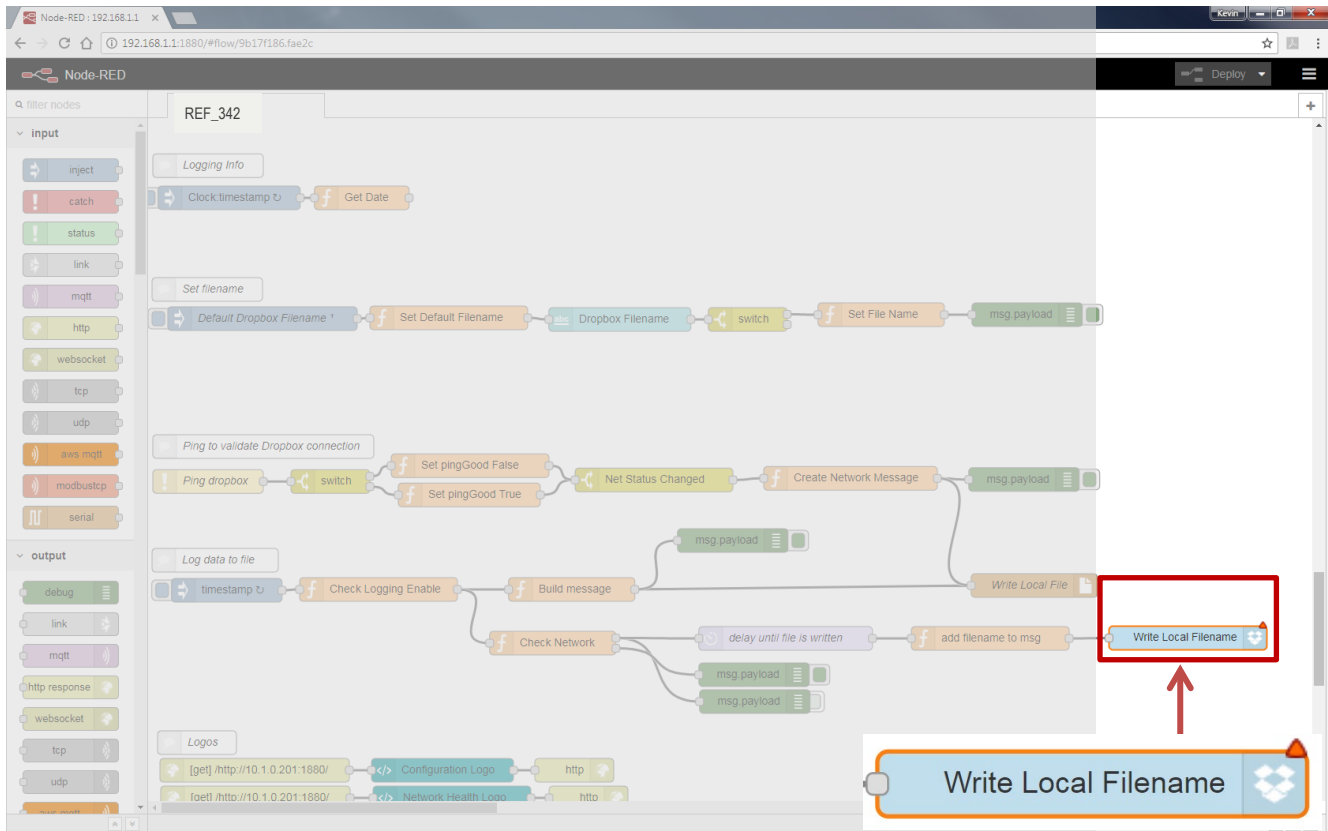 Node-RED : 192.168.1.1
Kevin
192.168.1.1:1880/#flow/9b17f186.fae2c
Node-RED
Deploy
filter nodes
REF_342
input
inject
catch
status
link
mqtt
http
websocket
tcp
udp
aws mqtt
modbustcp
serial
output
debug
link
mqtt
http response
websocket
tcp
udp
aws mqtt
Logging Info
Clock:timestamp ↻
Get Date
Set filename
Default Dropbox Filename ¹
Set Default Filename
abc
Dropbox Filename
switch
Set File Name
msg.payload
Ping to validate Dropbox connection
Ping dropbox
switch
Set pingGood False
Set pingGood True
Net Status Changed
Create Network Message
msg.payload
msg.payload
Log data to file
timestamp ↻
Check Logging Enable
Build message
Write Local File
Check Network
delay until file is written
add filename to msg
Write Local Filename
msg.payload
msg.payload
Logos
[get] /http://10.1.0.201:1880/
Configuration Logo
http
[get] /http://10.1.0.201:1880/
Network Health Logo
http
Write Local Filename